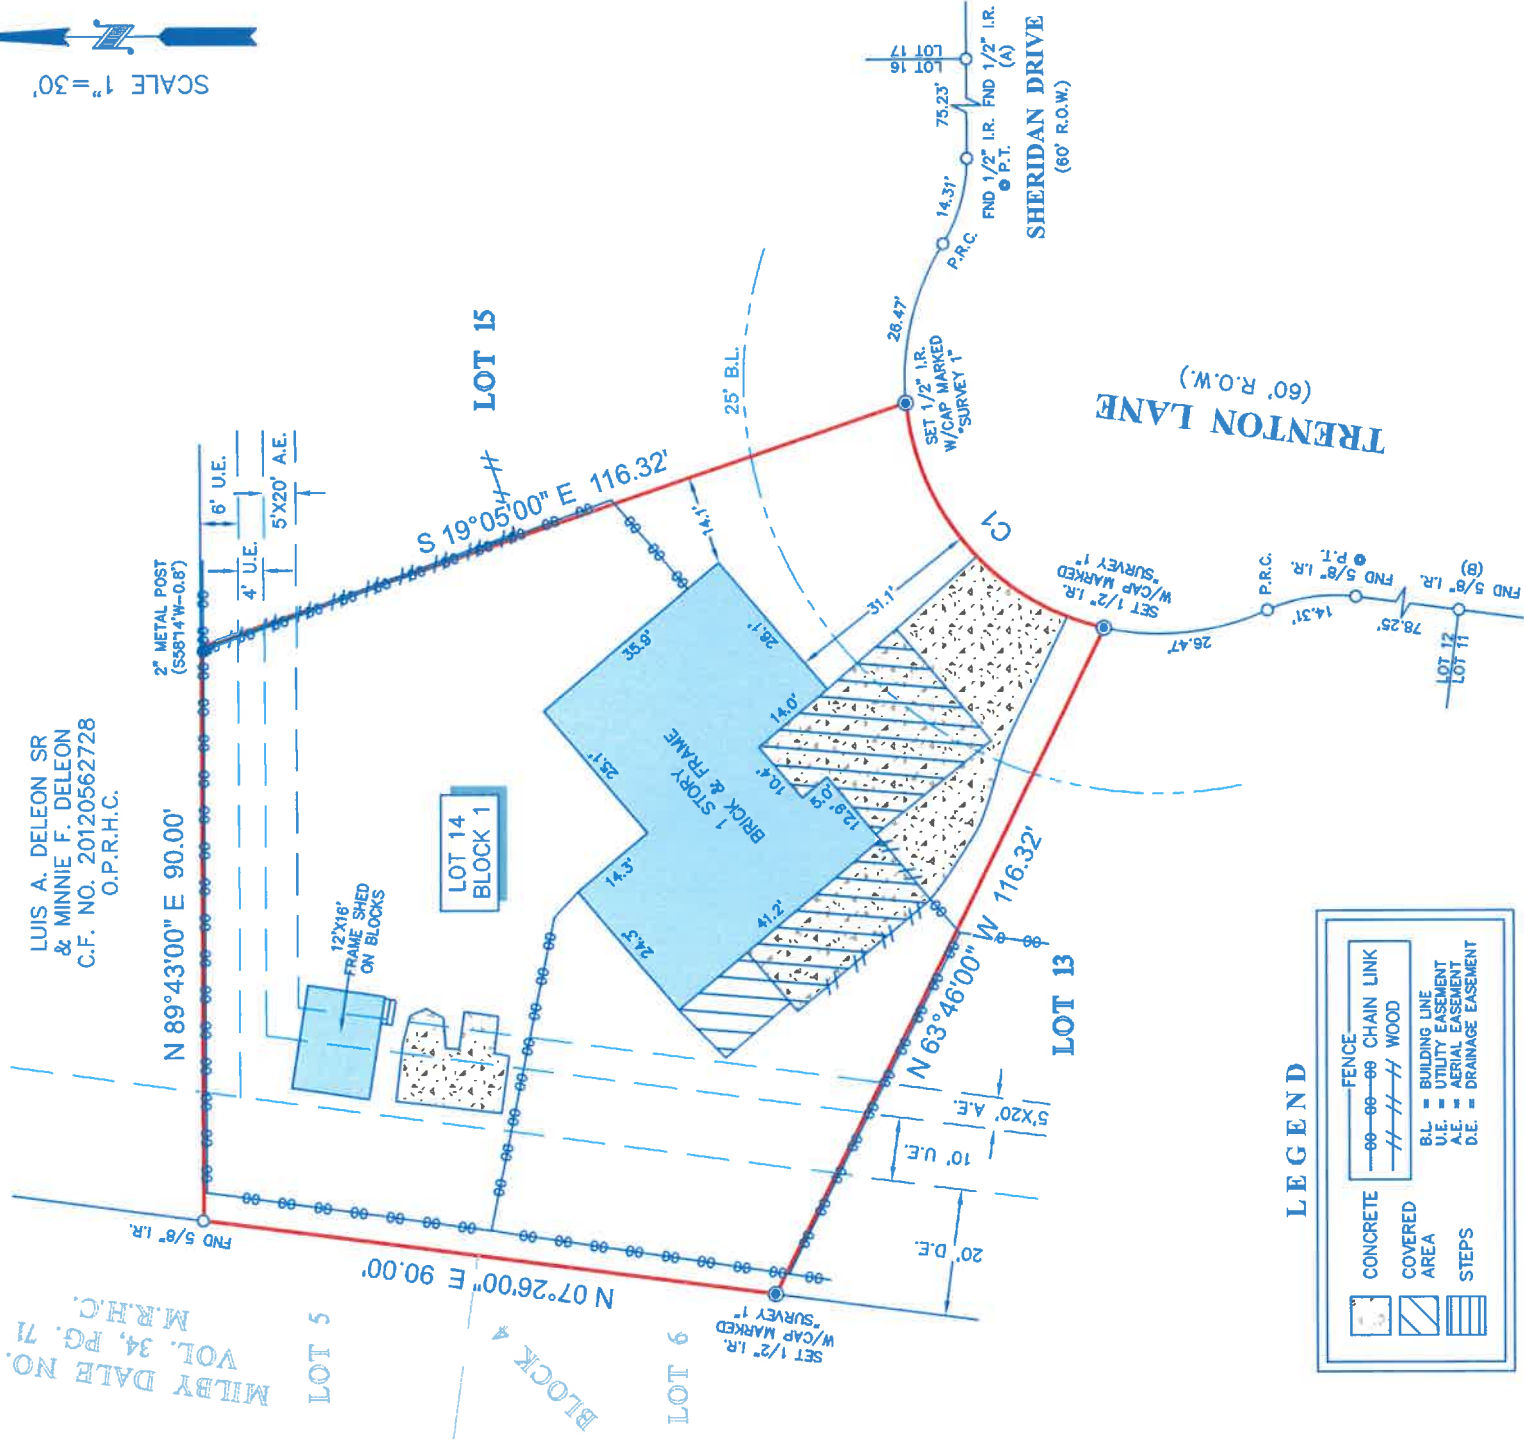 SCALE 1"=30'
LUIS A. DELEON SR
& MINNIE F. DELEON
C.F. NO. 20120562728
O.P.R.H.C.
N 89°43'00" E 90.00'
2" METAL POST
(S58°14'W-0.8')
6' U.E.
4' U.E.
5'X20' A.E.
LOT 15
S 19°05'00" E 116.32'
25' B.L.
LOT 16
LOT 17
75.23'
FND 1/2" I.R.
(A)
FND 1/2" I.R.
@ P.T.
14.31'
P.R.C.
26.47'
SHERIDAN DRIVE
(60' R.O.W.)
SET 1/2" I.R.
W/CAP MARKED
"SURVEY 1"
C1
TRENTON LANE
(60' R.O.W.)
SET 1/2" I.R.
W/CAP MARKED
"SURVEY 1"
26.47'
P.R.C.
14.31'
FND 5/8" I.R.
@ P.T.
78.25'
FND 5/8" I.R.
(B)
LOT 12
LOT 11
LOT 14
BLOCK 1
12'X16'
FRAME SHED
ON BLOCKS
1 STORY
BRICK & FRAME
35.9'
28.1'
14.1'
31.1'
14.0'
10.4'
5.0'
12.9'
25.1'
14.3'
24.3'
41.2'
N 63°46'00" W 116.32'
LOT 13
5'X20' A.E.
10' U.E.
20' D.E.
FND 5/8" I.R.
N 07°26'00" E 90.00'
SET 1/2" I.R.
W/CAP MARKED
"SURVEY 1"
MILBY DALE NO.
VOL. 34, PG. 71
M.R.H.C.
LOT 5
BLOCK 4
LOT 6
LEGEND
FENCE
CHAIN LINK
WOOD
B.L. = BUILDING LINE
U.E. = UTILITY EASEMENT
A.E. = AERIAL EASEMENT
D.E. = DRAINAGE EASEMENT
CONCRETE
COVERED
AREA
STEPS